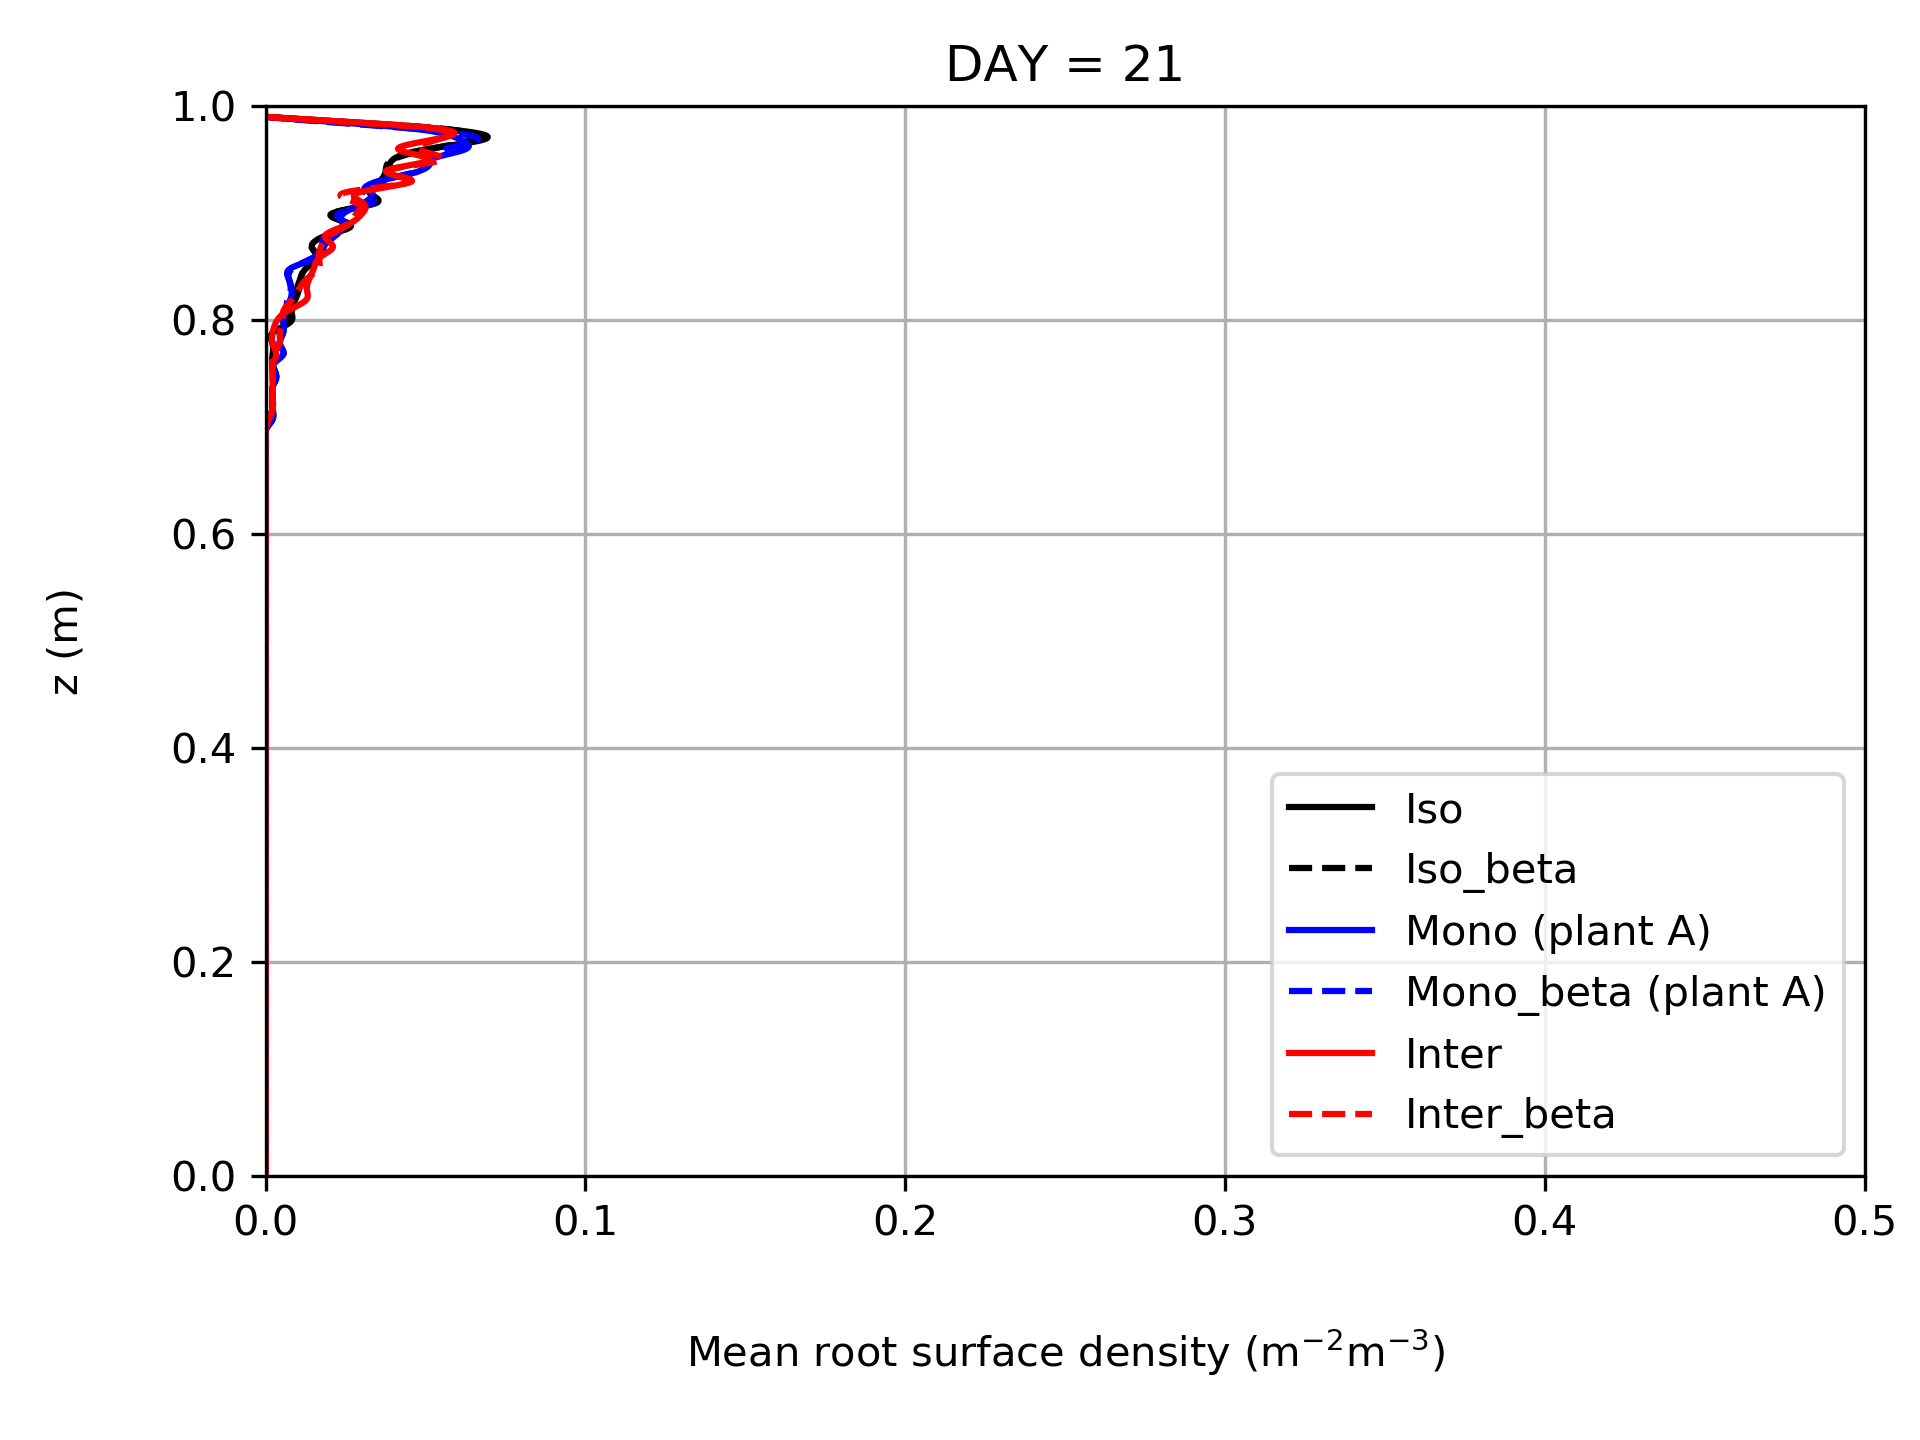 DAY = 21
1.0
0.8
0.6
0.4
0.2
0.0
z (m)
0.0 0.1 0.2 0.3 0.4 0.5
Mean root surface density (m⁻²m⁻³)
Iso
Iso_beta
Mono (plant A)
Mono_beta (plant A)
Inter
Inter_beta